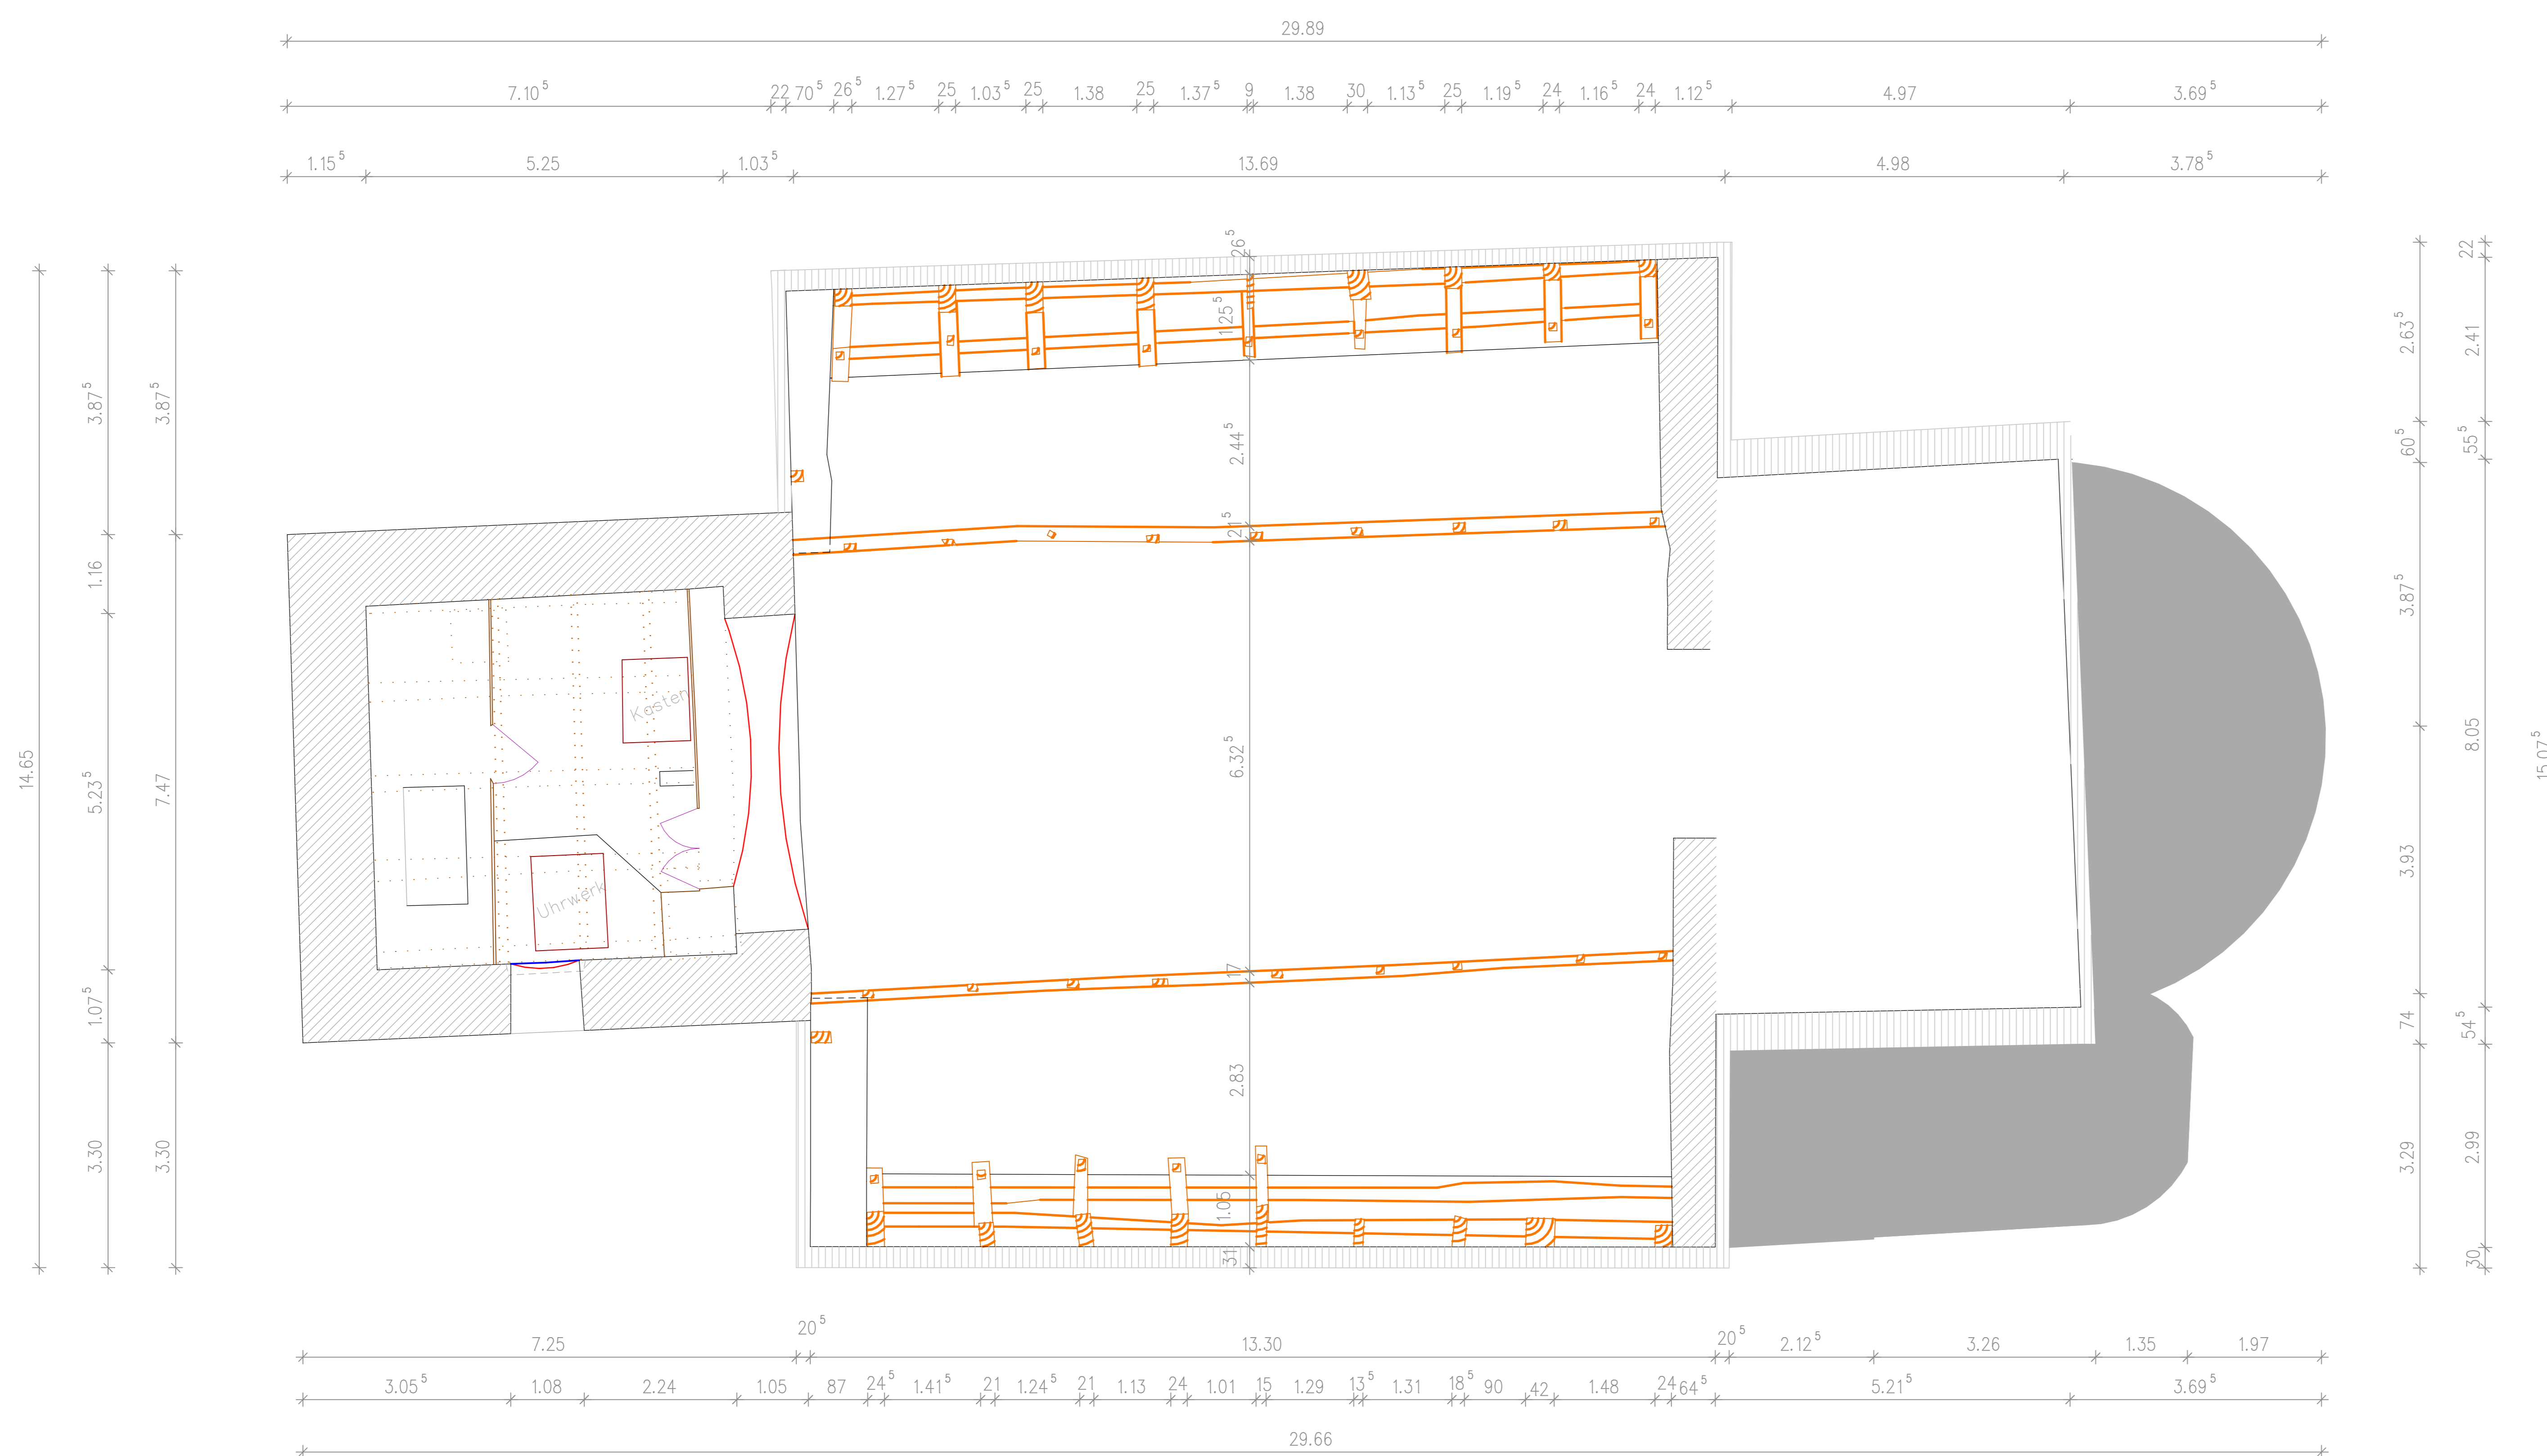 29.89
7.10⁵ 22 70⁵ 26⁵ 1.27⁵ 25 1.03⁵ 25 1.38 25 1.37⁵ 9 1.38 30 1.13⁵ 25 1.19⁵ 24 1.16⁵ 24 1.12⁵ 4.97 3.69⁵
1.15⁵ 5.25 1.03⁵ 13.69 4.98 3.78⁵
14.65
3.87⁵ 1.16 5.23⁵ 1.07⁵ 3.30
3.87⁵ 7.47 3.30
Kasten
Uhrwerk
26⁵ 1.25⁵ 2.44⁵ 21⁵ 6.32⁵ 17 2.83 1.05 31
2.63⁵ 60⁵ 3.87⁵ 3.93 74 3.29
22 2.41 55⁵ 8.05 54⁵ 2.99 30
15.07⁵
7.25 20⁵ 13.30 20⁵ 2.12⁵ 3.26 1.35 1.97
3.05⁵ 1.08 2.24 1.05 87 24⁵ 1.41⁵ 21 1.24⁵ 21 1.13 24 1.01 15 1.29 13⁵ 1.31 18⁵ 90 42 1.48 24 64⁵ 5.21⁵ 3.69⁵
29.66